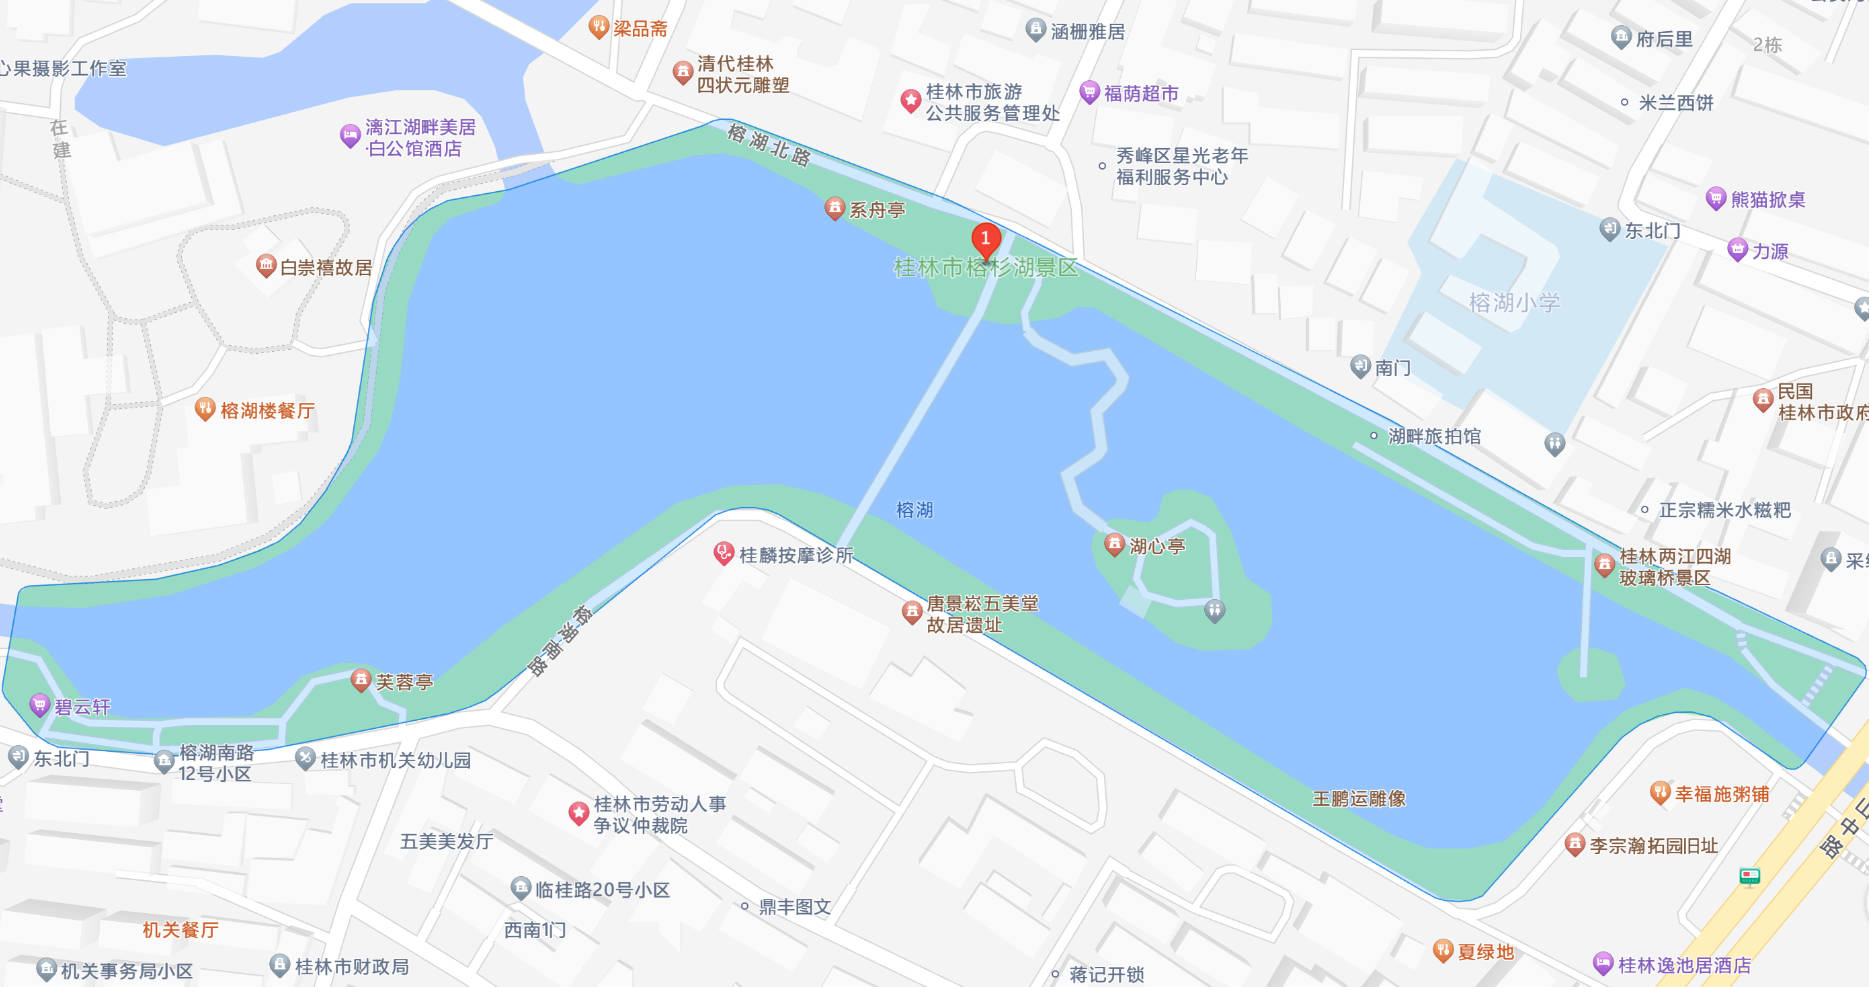 梁品斋
涵栅雅居
府后里
2栋
心果摄影工作室
清代桂林
四状元雕塑
桂林市旅游
公共服务管理处
福荫超市
米兰西饼
在建
漓江湖畔美居
·白公馆酒店
榕湖北路
秀峰区星光老年
福利服务中心
熊猫掀桌
系舟亭
东北门
力源
1
桂林市榕杉湖景区
白崇禧故居
榕湖小学
南门
民国
桂林市政府
榕湖楼餐厅
湖畔旅拍馆
榕湖
正宗糯米水糍粑
湖心亭
桂麟按摩诊所
桂林两江四湖
玻璃桥景区
采
唐景崧五美堂
故居遗址
榕湖南路
芙蓉亭
碧云轩
东北门
榕湖南路
12号小区
桂林市机关幼儿园
王鹏运雕像
幸福施粥铺
桂林市劳动人事
争议仲裁院
五美美发厅
李宗瀚拓园旧址
山中路
临桂路20号小区
鼎丰图文
机关餐厅
西南1门
夏绿地
机关事务局小区
桂林市财政局
蒋记开锁
桂林逸池居酒店